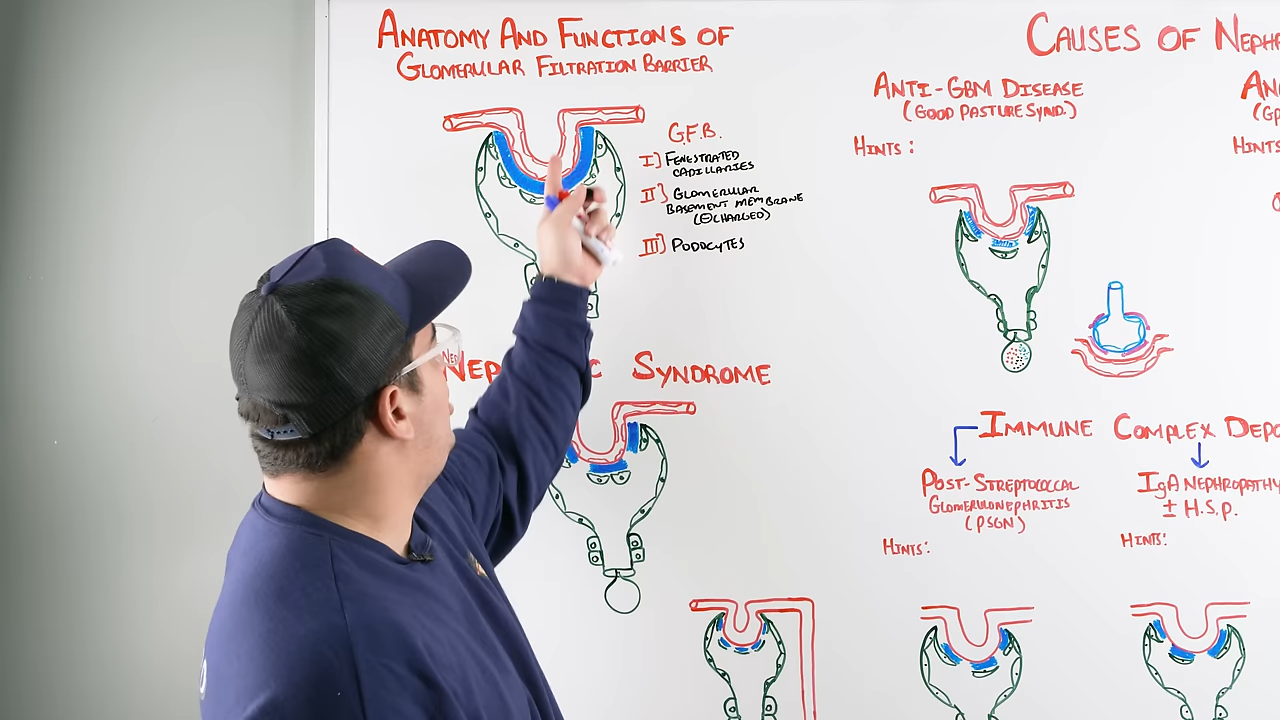 ANATOMY AND FUNCTIONS OF
GLOMERULAR FILTRATION BARRIER
G.F.B.
I] FENESTRATED
CAPILLARIES
II] GLOMERULAR
BASEMENT MEMBRANE
(⊖CHARGED)
III] PODOCYTES
SYNDROME
CAUSES OF NEPH
ANTI-GBM DISEASE
(GOOD PASTURE SYND.)
HINTS:
AN
(GP
HINTS
IMMUNE COMPLEX DEPO
POST-STREPTOCOCCAL
GLOMERULONEPHRITIS
(PSGN)
HINTS:
IgA NEPHROPATHY
± H.S.P.
HINTS: